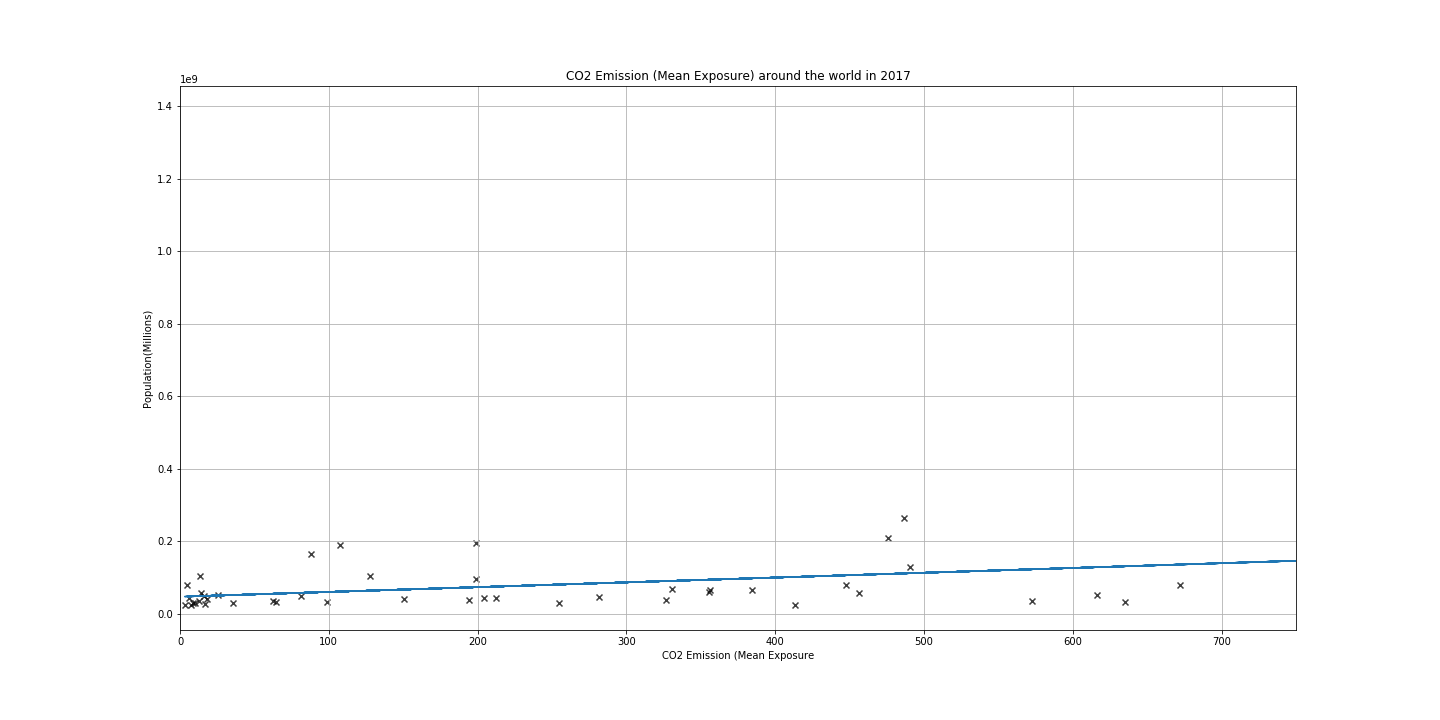 CO2 Emission (Mean Exposure) around the world in 2017
1e9
1.4
1.2
1.0
0.8
0.6
0.4
0.2
0.0
Population(Miillions)
0 100 200 300 400 500 600 700
CO2 Emission (Mean Exposure